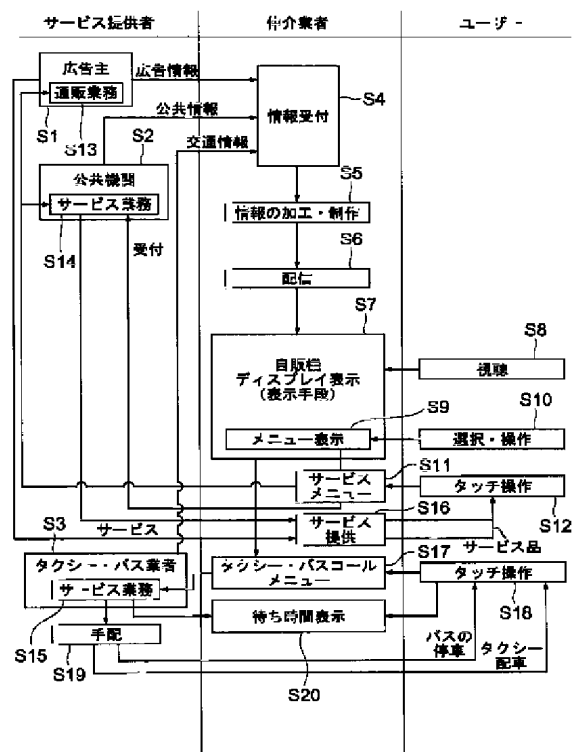 サービス提供者
仲介業者
ユーザー
広告主
広告情報
通販業務
S1
S13
S4
情報受付
公共情報
S2
交通情報
公共機関
サービス業務
S14
受付
S5
情報の加工・制作
S6
配信
S7
自販機
ディスプレイ表示
(表示手段)
S8
視聴
S9
メニュー表示
S10
選択・操作
S11
サービス
メニュー
タッチ操作
S12
S16
サービス
サービス
提供
サービス品
S3
タクシー・バス業者
サービス業務
S15
S17
タクシー・バスコール
メニュー
タッチ操作
S18
手配
S19
待ち時間表示
S20
バスの
停車
タクシー
配車